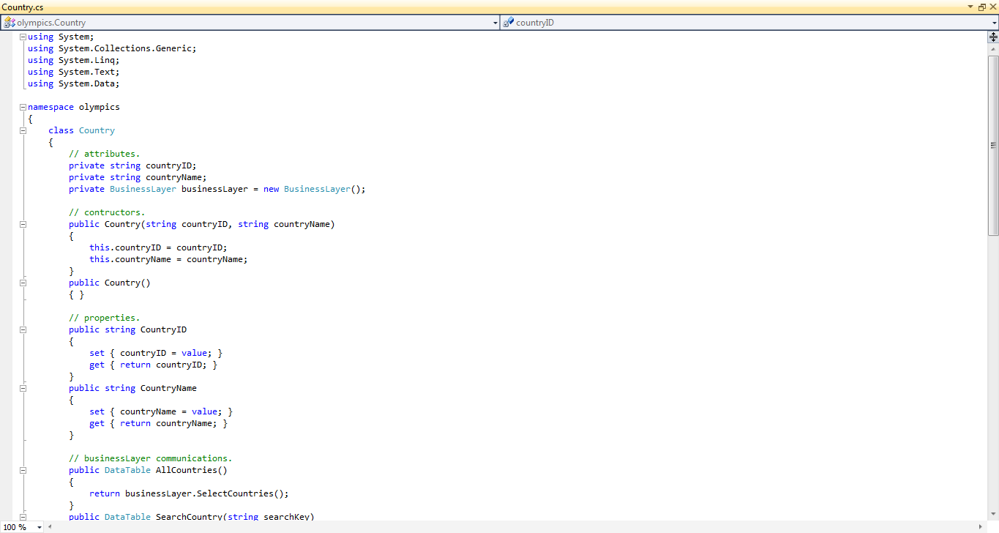 Country.cs
olympics.Country
countryID
using System;
using System.Collections.Generic;
using System.Linq;
using System.Text;
using System.Data;
namespace olympics
{
class Country
{
// attributes.
private string countryID;
private string countryName;
private BusinessLayer businessLayer = new BusinessLayer();
// contructors.
public Country(string countryID, string countryName)
{
this.countryID = countryID;
this.countryName = countryName;
}
public Country()
{ }
// properties.
public string CountryID
{
set { countryID = value; }
get { return countryID; }
}
public string CountryName
{
set { countryName = value; }
get { return countryName; }
}
// businessLayer communications.
public DataTable AllCountries()
{
return businessLayer.SelectCountries();
}
public DataTable SearchCountry(string searchKey)
100 %